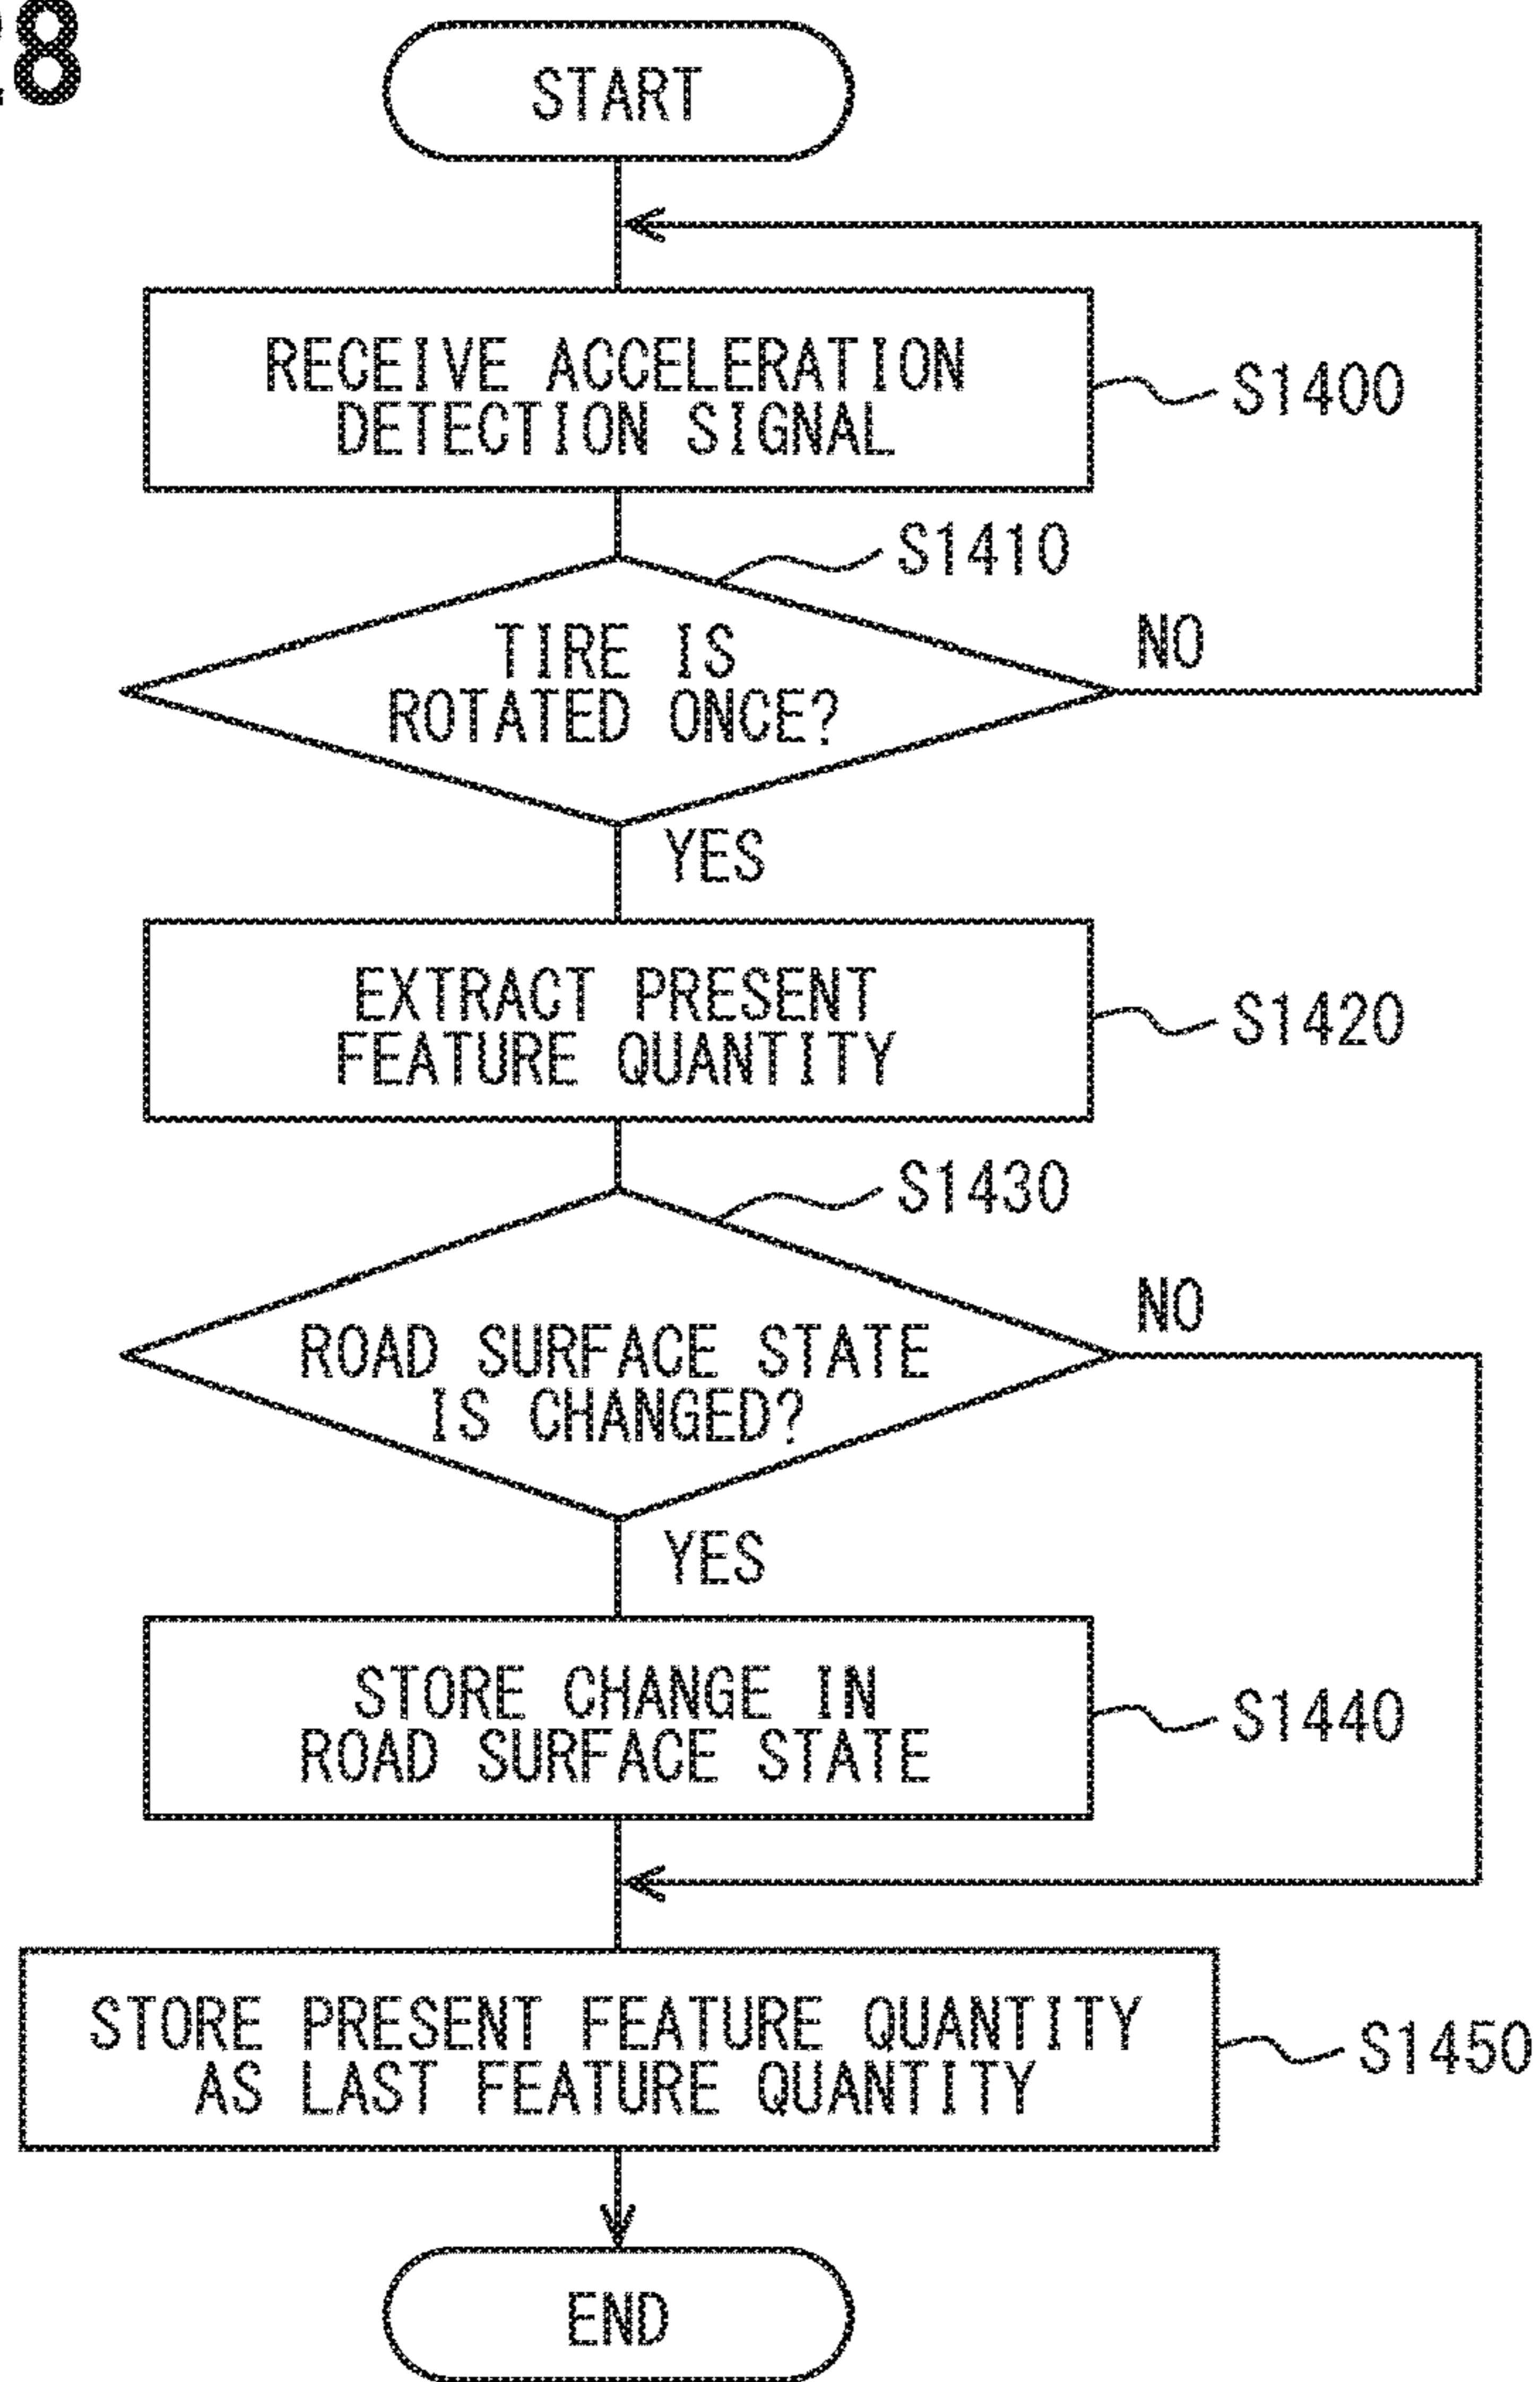 28
START
RECEIVE ACCELERATION
DETECTION SIGNAL
S1400
S1410
TIRE IS
ROTATED ONCE?
NO
YES
EXTRACT PRESENT
FEATURE QUANTITY
S1420
S1430
ROAD SURFACE STATE
IS CHANGED?
NO
YES
STORE CHANGE IN
ROAD SURFACE STATE
S1440
STORE PRESENT FEATURE QUANTITY
AS LAST FEATURE QUANTITY
S1450
END